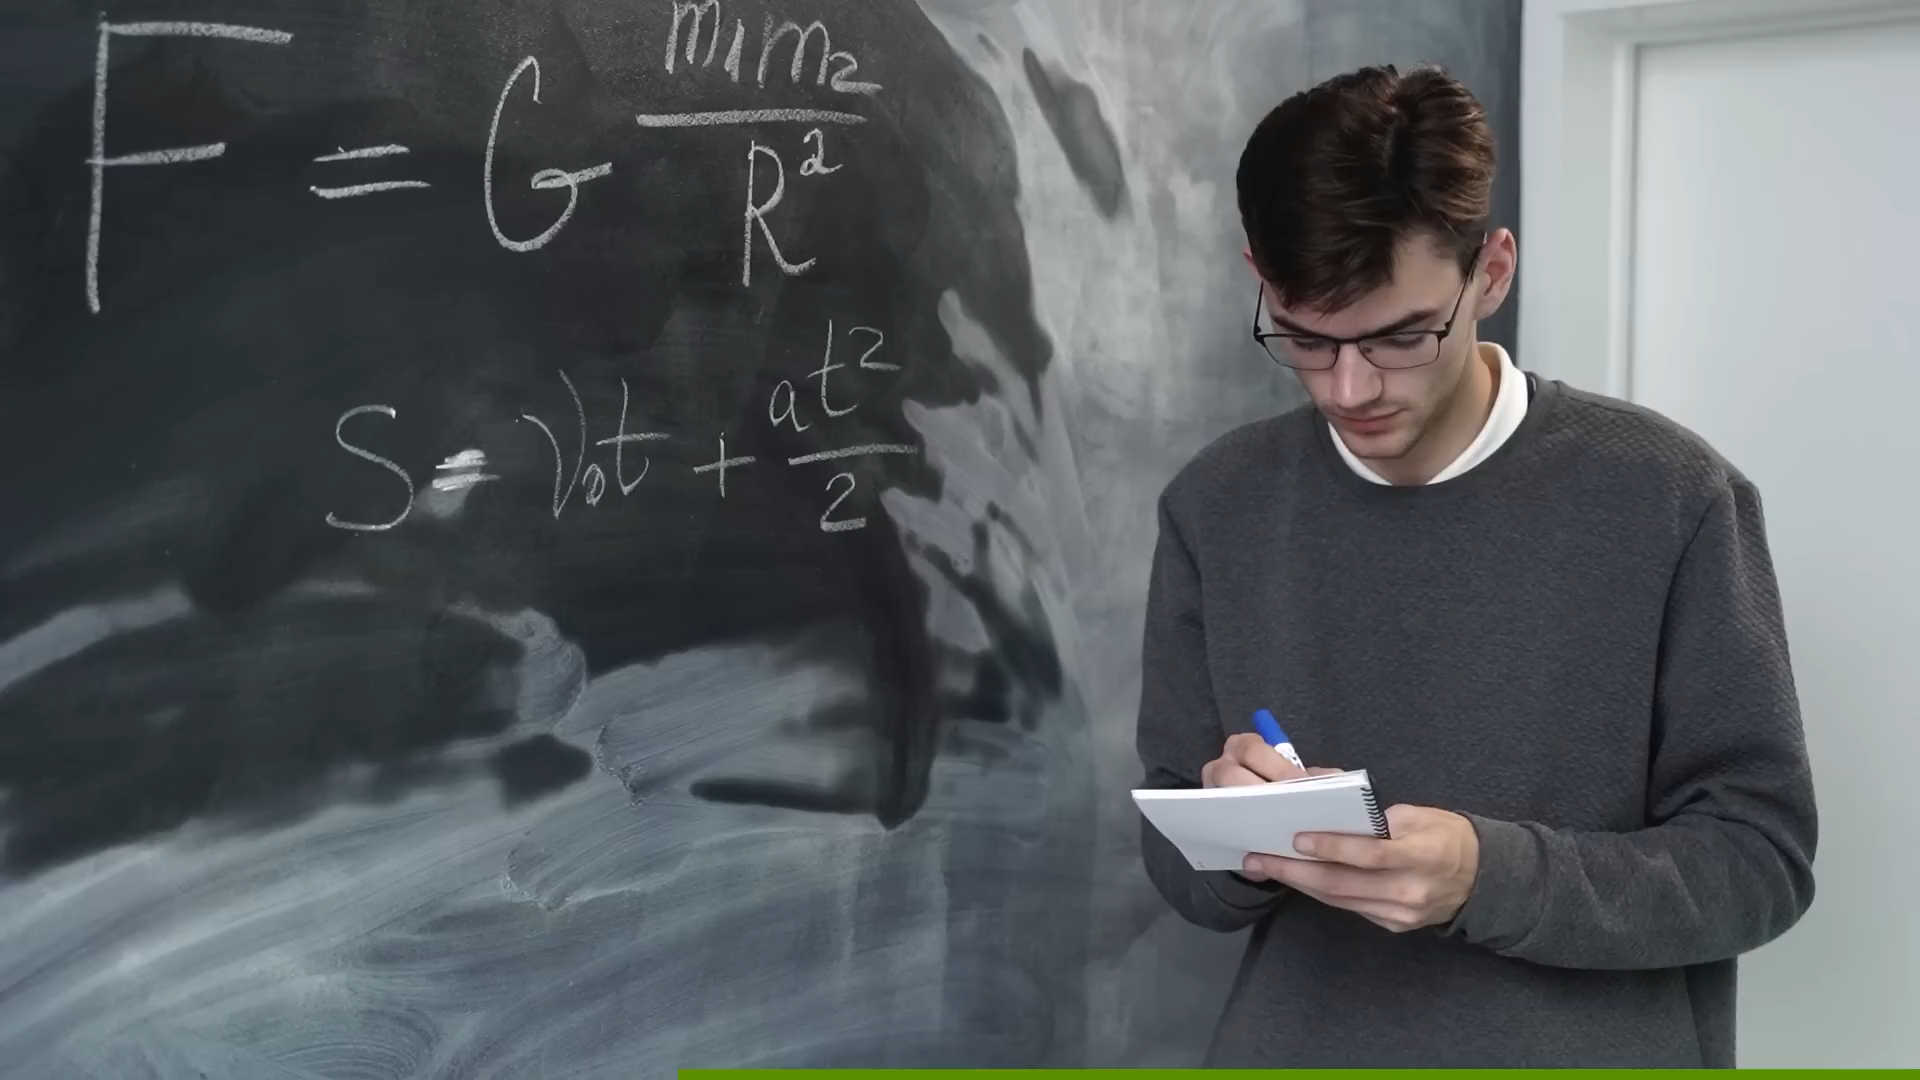 F = G m₁m₂/R²
S = V₀t + at²/2